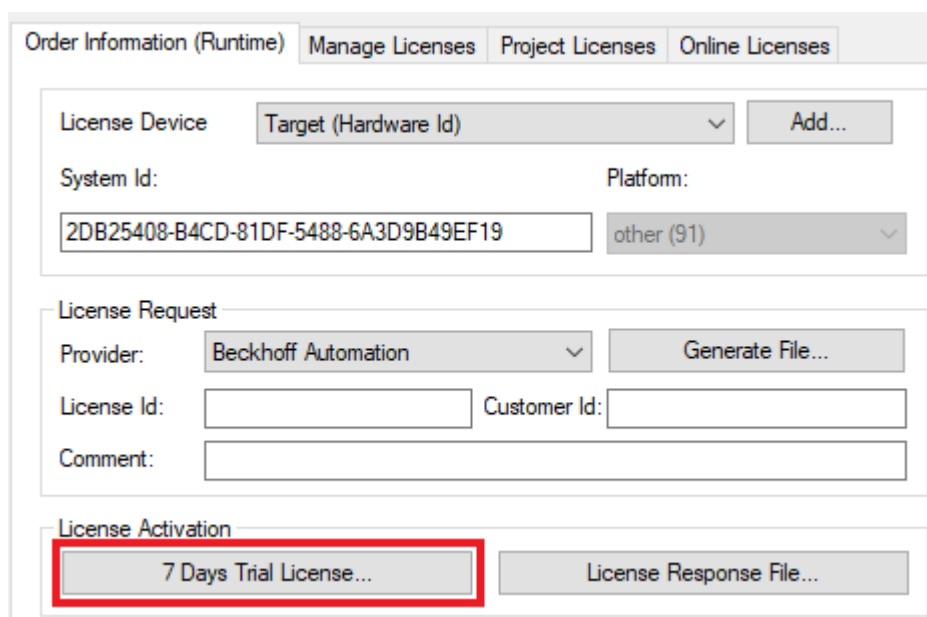 Order Information (Runtime) Manage Licenses Project Licenses Online Licenses
License Device Target (Hardware Id) Add...
System Id: Platform:
2DB25408-B4CD-81DF-5488-6A3D9B49EF19 other (91)
License Request
Provider: Beckhoff Automation Generate File...
License Id: Customer Id:
Comment:
License Activation
7 Days Trial License... License Response File...